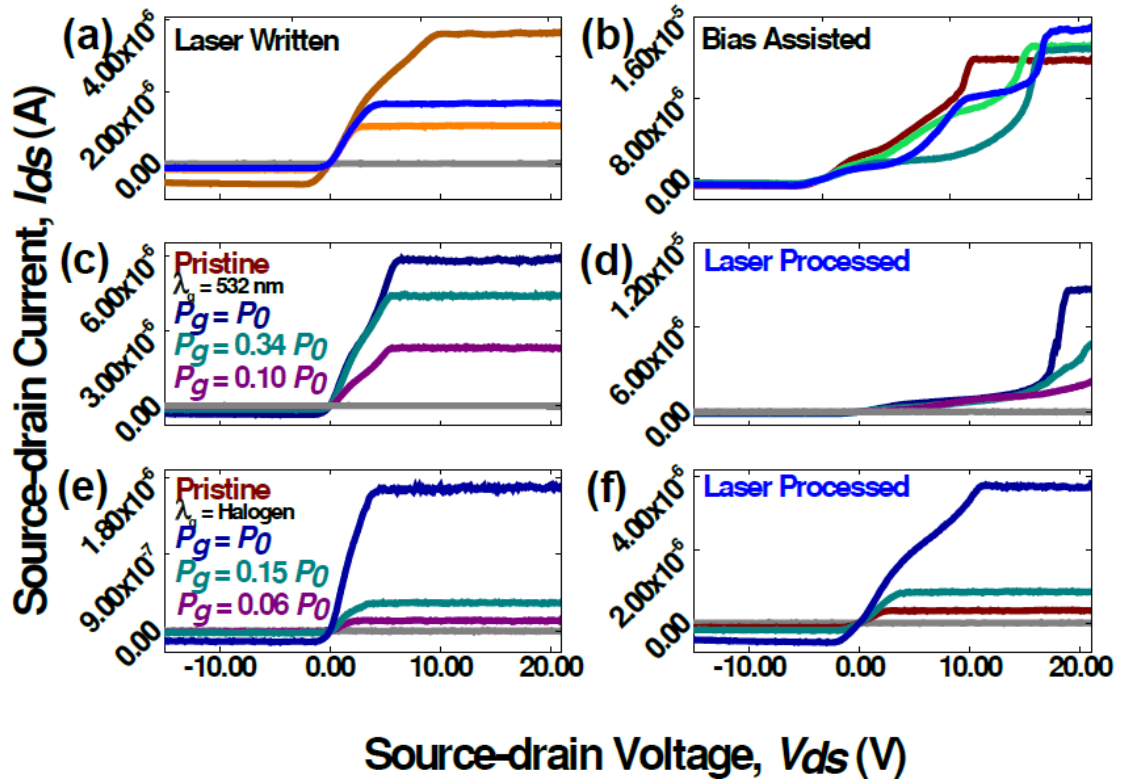 Source-drain Current, Ids (A)
(a)
Laser Written
4.00x10⁻⁶
2.00x10⁻⁶
0.00
(b)
Bias Assisted
1.60x10⁻⁵
8.00x10⁻⁶
0.00
(c)
Pristine
λg = 532 nm
Pg = P0
Pg = 0.34 P0
Pg = 0.10 P0
6.00x10⁻⁶
3.00x10⁻⁶
0.00
(d)
Laser Processed
1.20x10⁻⁵
6.00x10⁻⁶
0.00
(e)
Pristine
λg = Halogen
Pg = P0
Pg = 0.15 P0
Pg = 0.06 P0
1.80x10⁻⁶
9.00x10⁻⁷
0.00
-10.00 0.00 10.00 20.00
(f)
Laser Processed
4.00x10⁻⁶
2.00x10⁻⁶
0.00
-10.00 0.00 10.00 20.00
Source-drain Voltage, Vds (V)